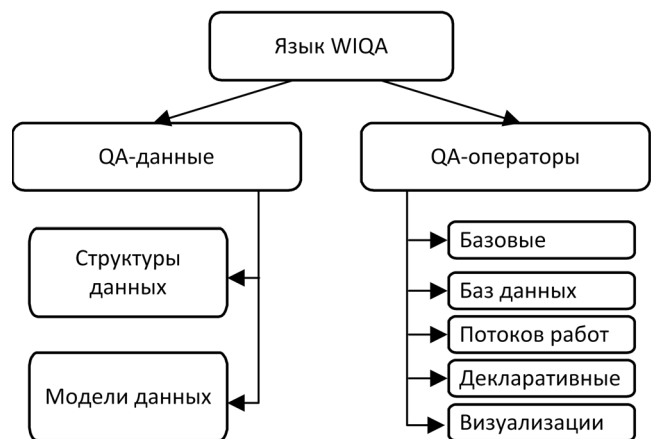 Язык WIQA
QA-данные
QA-операторы
Структуры
данных
Модели данных
Базовые
Баз данных
Потоков работ
Декларативные
Визуализации